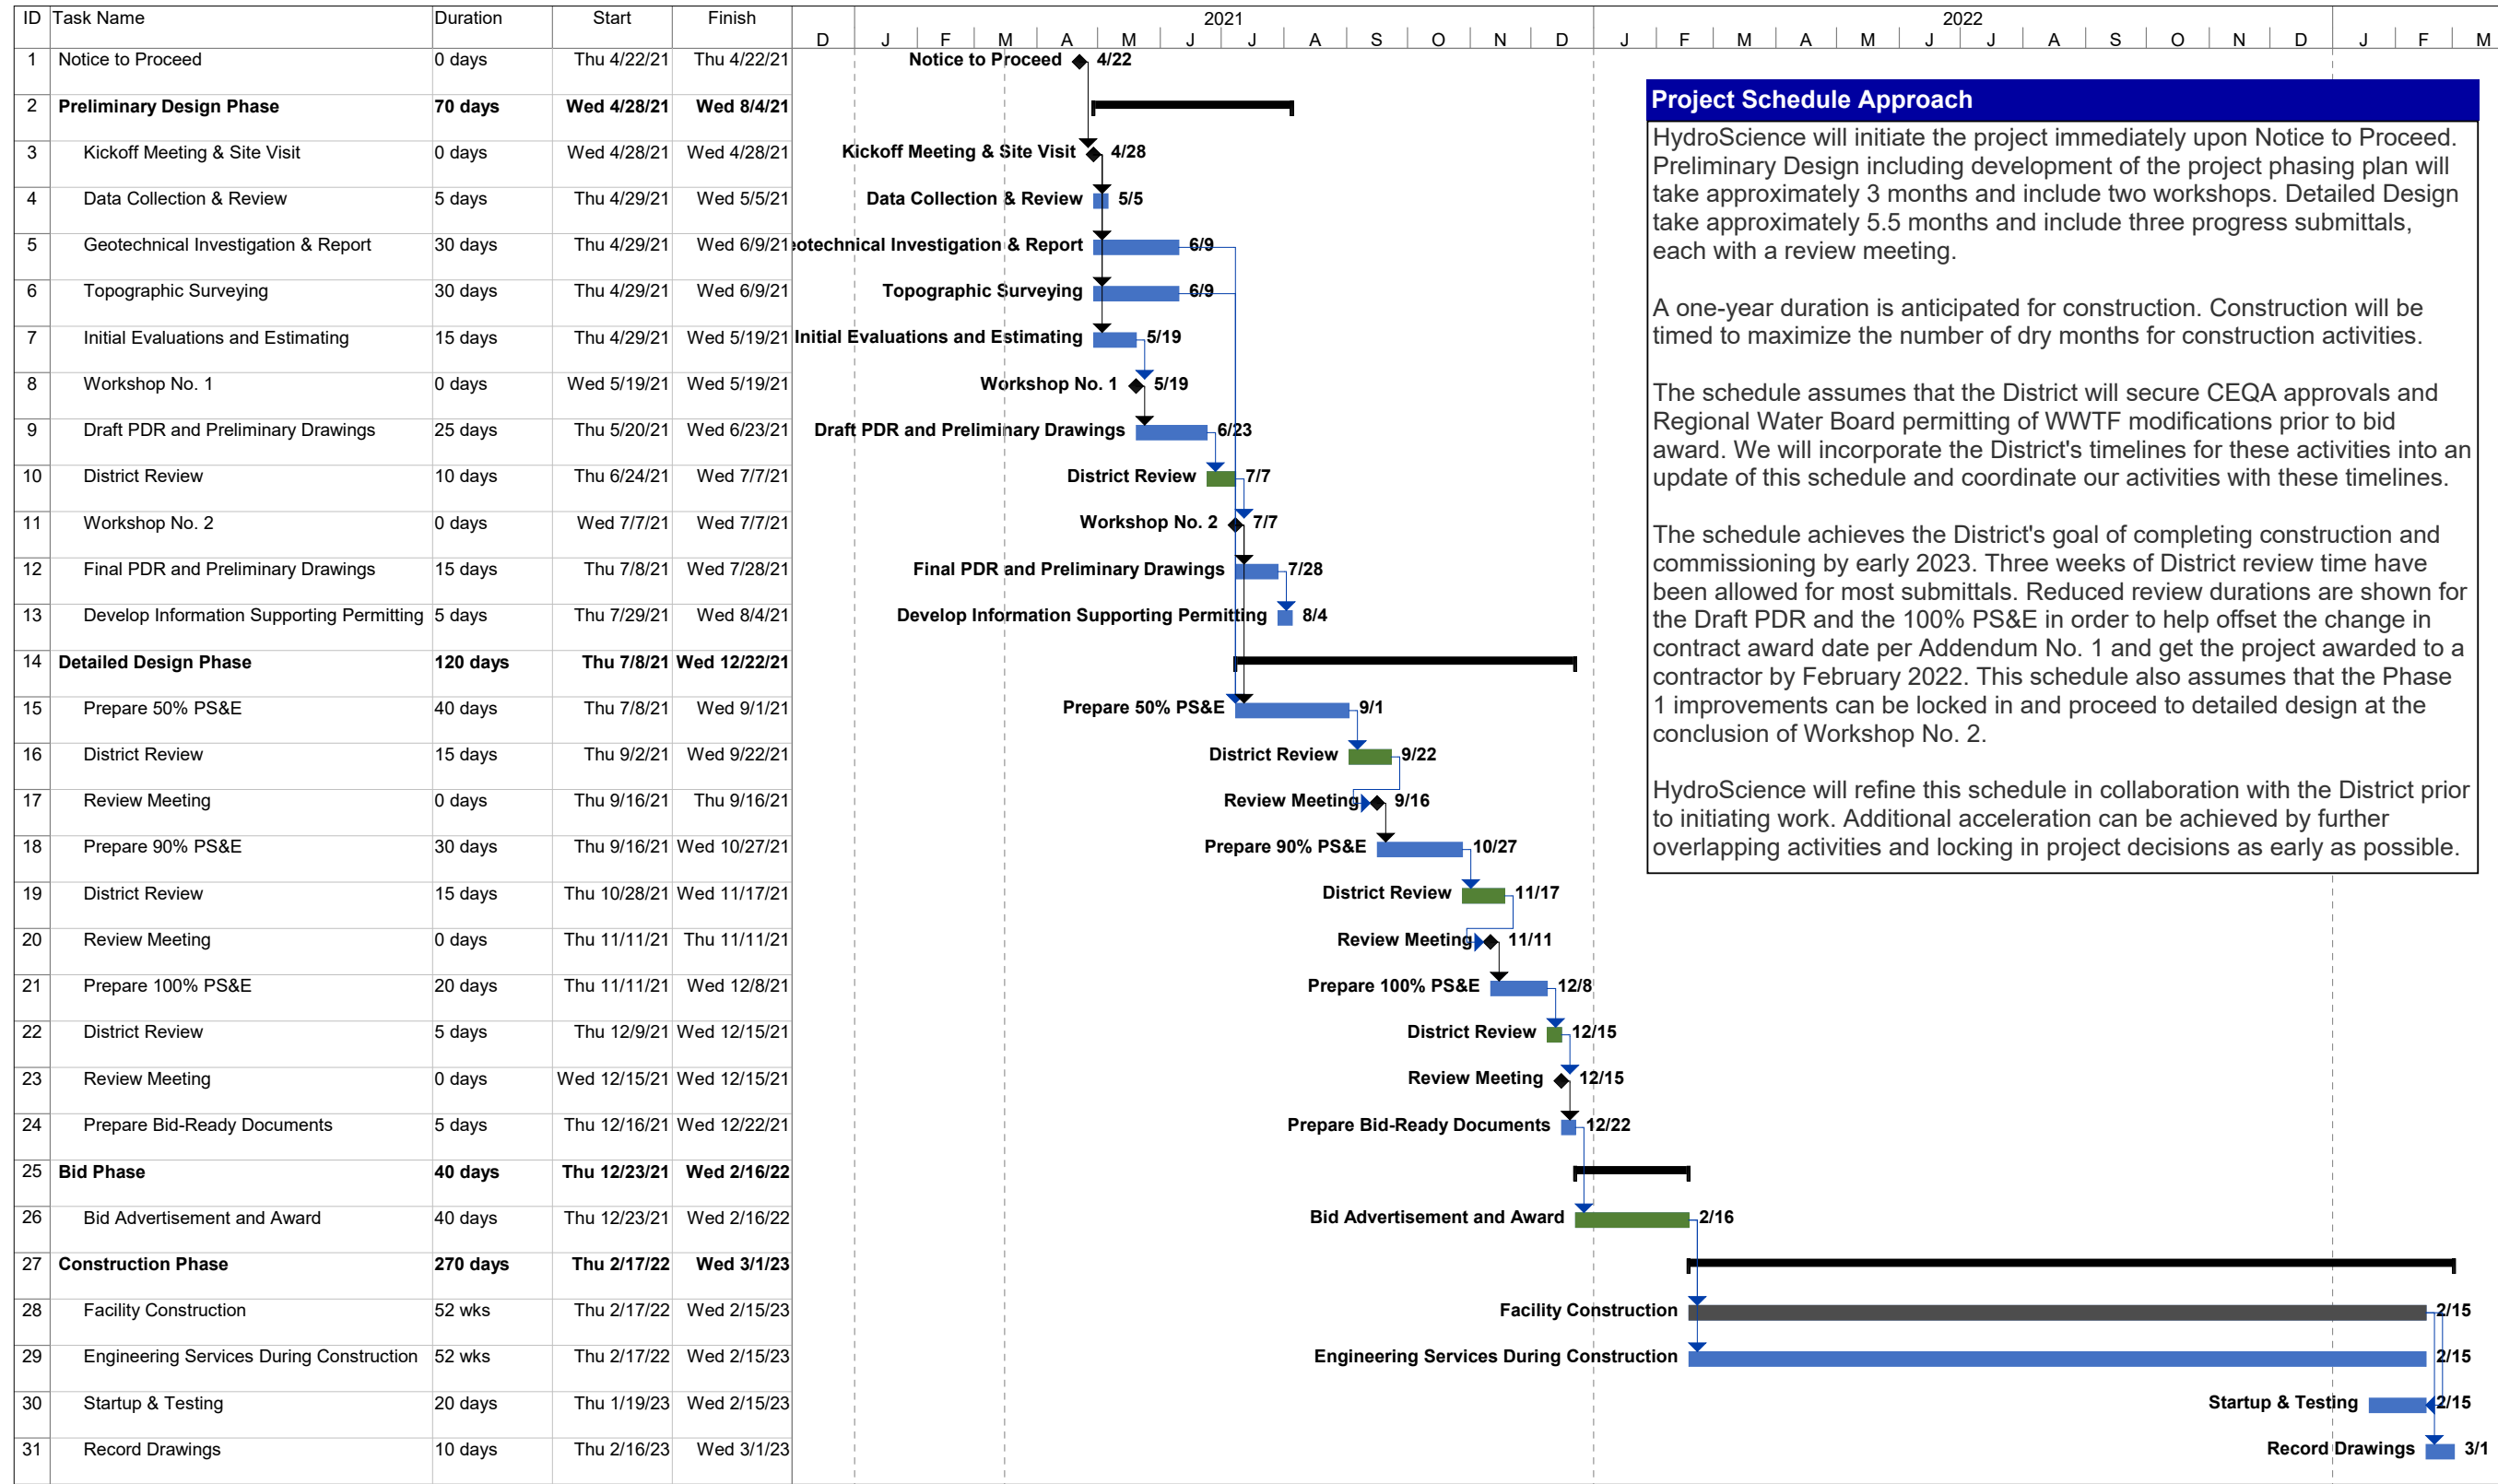 ID Task Name Duration Start Finish 2021 2022
D J F M A M J J A S O N D J F M A M J J A S O N D J F M
1 Notice to Proceed 0 days Thu 4/22/21 Thu 4/22/21 Notice to Proceed 4/22
2 Preliminary Design Phase 70 days Wed 4/28/21 Wed 8/4/21
3 Kickoff Meeting & Site Visit 0 days Wed 4/28/21 Wed 4/28/21 Kickoff Meeting & Site Visit 4/28
4 Data Collection & Review 5 days Thu 4/29/21 Wed 5/5/21 Data Collection & Review 5/5
5 Geotechnical Investigation & Report 30 days Thu 4/29/21 Wed 6/9/21 eotechnical Investigation & Report 6/9
6 Topographic Surveying 30 days Thu 4/29/21 Wed 6/9/21 Topographic Surveying 6/9
7 Initial Evaluations and Estimating 15 days Thu 4/29/21 Wed 5/19/21 Initial Evaluations and Estimating 5/19
8 Workshop No. 1 0 days Wed 5/19/21 Wed 5/19/21 Workshop No. 1 5/19
9 Draft PDR and Preliminary Drawings 25 days Thu 5/20/21 Wed 6/23/21 Draft PDR and Preliminary Drawings 6/23
10 District Review 10 days Thu 6/24/21 Wed 7/7/21 District Review 7/7
11 Workshop No. 2 0 days Wed 7/7/21 Wed 7/7/21 Workshop No. 2 7/7
12 Final PDR and Preliminary Drawings 15 days Thu 7/8/21 Wed 7/28/21 Final PDR and Preliminary Drawings 7/28
13 Develop Information Supporting Permitting 5 days Thu 7/29/21 Wed 8/4/21 Develop Information Supporting Permitting 8/4
14 Detailed Design Phase 120 days Thu 7/8/21 Wed 12/22/21
15 Prepare 50% PS&E 40 days Thu 7/8/21 Wed 9/1/21 Prepare 50% PS&E 9/1
16 District Review 15 days Thu 9/2/21 Wed 9/22/21 District Review 9/22
17 Review Meeting 0 days Thu 9/16/21 Thu 9/16/21 Review Meeting 9/16
18 Prepare 90% PS&E 30 days Thu 9/16/21 Wed 10/27/21 Prepare 90% PS&E 10/27
19 District Review 15 days Thu 10/28/21 Wed 11/17/21 District Review 11/17
20 Review Meeting 0 days Thu 11/11/21 Thu 11/11/21 Review Meeting 11/11
21 Prepare 100% PS&E 20 days Thu 11/11/21 Wed 12/8/21 Prepare 100% PS&E 12/8
22 District Review 5 days Thu 12/9/21 Wed 12/15/21 District Review 12/15
23 Review Meeting 0 days Wed 12/15/21 Wed 12/15/21 Review Meeting 12/15
24 Prepare Bid-Ready Documents 5 days Thu 12/16/21 Wed 12/22/21 Prepare Bid-Ready Documents 12/22
25 Bid Phase 40 days Thu 12/23/21 Wed 2/16/22
26 Bid Advertisement and Award 40 days Thu 12/23/21 Wed 2/16/22 Bid Advertisement and Award 2/16
27 Construction Phase 270 days Thu 2/17/22 Wed 3/1/23
28 Facility Construction 52 wks Thu 2/17/22 Wed 2/15/23 Facility Construction 2/15
29 Engineering Services During Construction 52 wks Thu 2/17/22 Wed 2/15/23 Engineering Services During Construction 2/15
30 Startup & Testing 20 days Thu 1/19/23 Wed 2/15/23 Startup & Testing 2/15
31 Record Drawings 10 days Thu 2/16/23 Wed 3/1/23 Record Drawings 3/1
Project Schedule Approach
HydroScience will initiate the project immediately upon Notice to Proceed.
Preliminary Design including development of the project phasing plan will
take approximately 3 months and include two workshops. Detailed Design
take approximately 5.5 months and include three progress submittals,
each with a review meeting.
A one-year duration is anticipated for construction. Construction will be
timed to maximize the number of dry months for construction activities.
The schedule assumes that the District will secure CEQA approvals and
Regional Water Board permitting of WWTF modifications prior to bid
award. We will incorporate the District's timelines for these activities into an
update of this schedule and coordinate our activities with these timelines.
The schedule achieves the District's goal of completing construction and
commissioning by early 2023. Three weeks of District review time have
been allowed for most submittals. Reduced review durations are shown for
the Draft PDR and the 100% PS&E in order to help offset the change in
contract award date per Addendum No. 1 and get the project awarded to a
contractor by February 2022. This schedule also assumes that the Phase
1 improvements can be locked in and proceed to detailed design at the
conclusion of Workshop No. 2.
HydroScience will refine this schedule in collaboration with the District prior
to initiating work. Additional acceleration can be achieved by further
overlapping activities and locking in project decisions as early as possible.